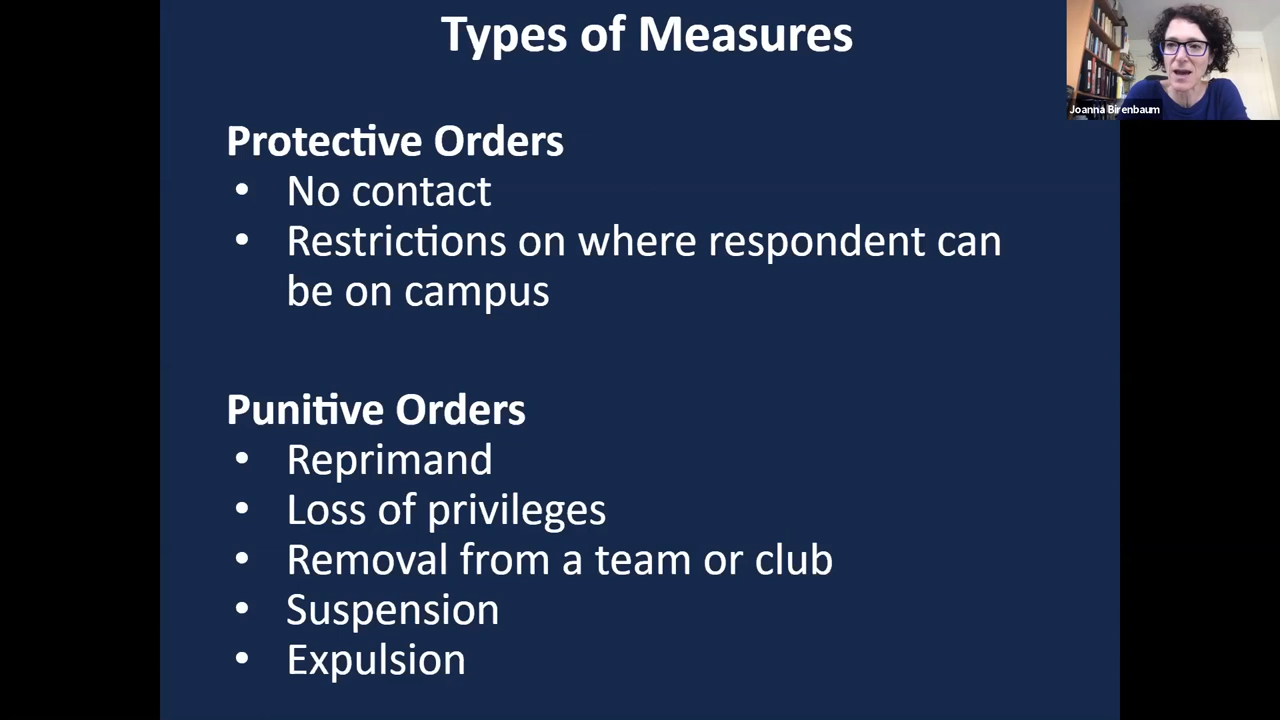 Types of Measures
Joanna Birenbaum
Protective Orders
• No contact
• Restrictions on where respondent can
be on campus
Punitive Orders
• Reprimand
• Loss of privileges
• Removal from a team or club
• Suspension
• Expulsion